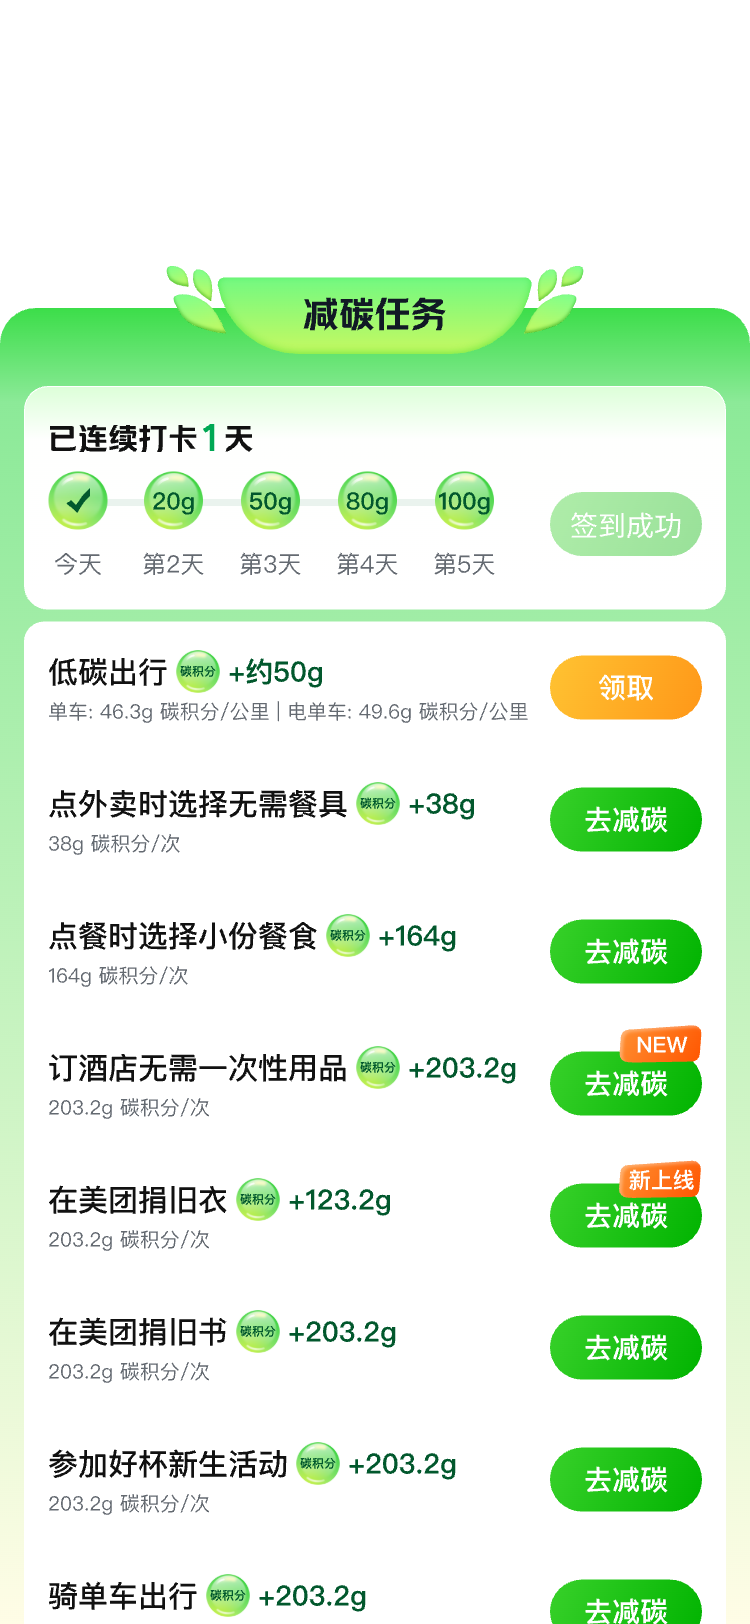 减碳任务
已连续打卡1天
20g 50g 80g 100g
今天 第2天 第3天 第4天 第5天
签到成功
低碳出行 碳积分 +约50g
单车: 46.3g 碳积分/公里 | 电单车: 49.6g 碳积分/公里
领取
点外卖时选择无需餐具 碳积分 +38g
38g 碳积分/次
去减碳
点餐时选择小份餐食 碳积分 +164g
164g 碳积分/次
去减碳
订酒店无需一次性用品 碳积分 +203.2g
203.2g 碳积分/次
NEW
去减碳
在美团捐旧衣 碳积分 +123.2g
203.2g 碳积分/次
新上线
去减碳
在美团捐旧书 碳积分 +203.2g
203.2g 碳积分/次
去减碳
参加好杯新生活动 碳积分 +203.2g
203.2g 碳积分/次
去减碳
骑单车出行 碳积分 +203.2g
去减碳